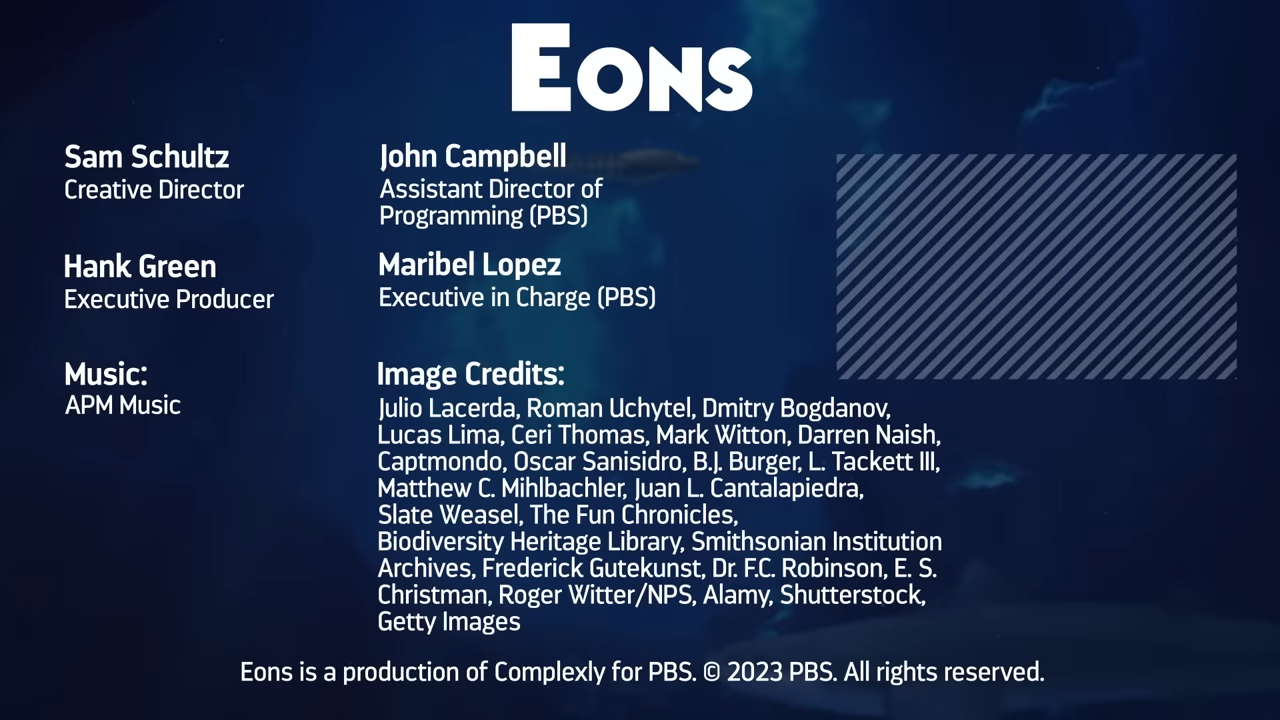 Eons
Sam Schultz
Creative Director
John Campbell
Assistant Director of
Programming (PBS)
Hank Green
Executive Producer
Maribel Lopez
Executive in Charge (PBS)
Music:
APM Music
Image Credits:
Julio Lacerda, Roman Uchytel, Dmitry Bogdanov,
Lucas Lima, Ceri Thomas, Mark Witton, Darren Naish,
Captmondo, Oscar Sanisidro, B.J. Burger, L. Tackett III,
Matthew C. Mihlbachler, Juan L. Cantalapiedra,
Slate Weasel, The Fun Chronicles,
Biodiversity Heritage Library, Smithsonian Institution
Archives, Frederick Gutekunst, Dr. F.C. Robinson, E. S.
Christman, Roger Witter/NPS, Alamy, Shutterstock,
Getty Images
Eons is a production of Complexly for PBS. © 2023 PBS. All rights reserved.